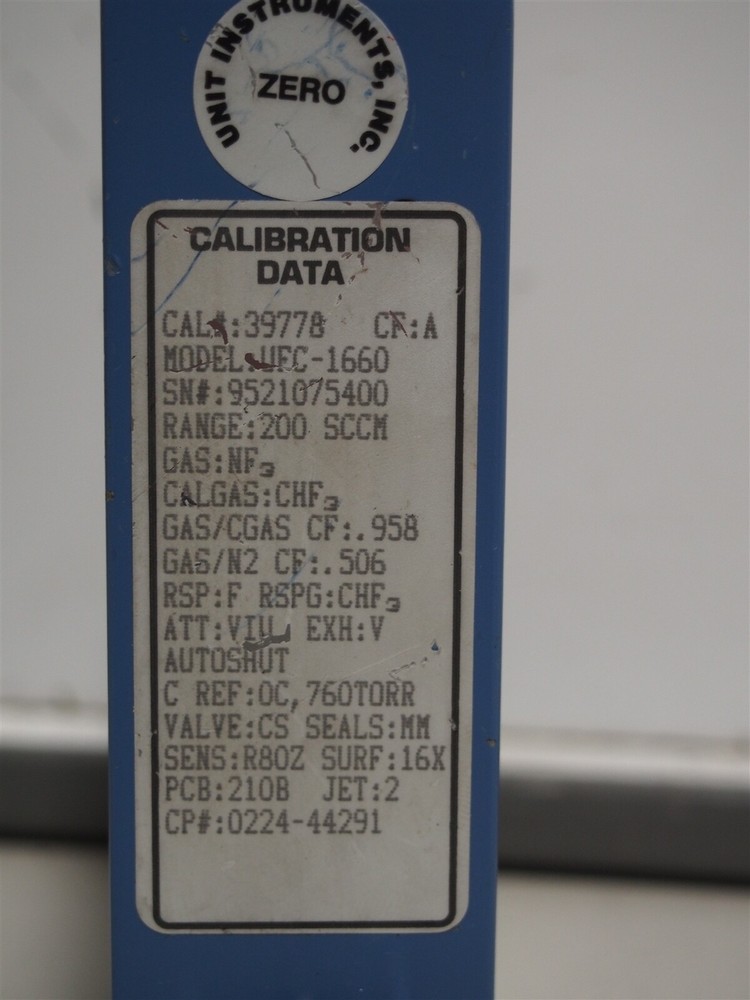 UNIT INSTRUMENTS, INC.
ZERO
CALIBRATION
DATA
CAL#:39778 CF:A
MODEL:UFC-1660
SN#:9521075400
RANGE:200 SCCM
GAS:NF₃
CALGAS:CHF₃
GAS/CGAS CF:.958
GAS/N2 CF:.506
RSP:F RSPG:CHF₃
ATT:VIU EXH:V
AUTOSHUT
C REF:0C,760TORR
VALVE:CS SEALS:MM
SENS:R80Z SURF:16X
PCB:210B JET:2
CP#:0224-44291